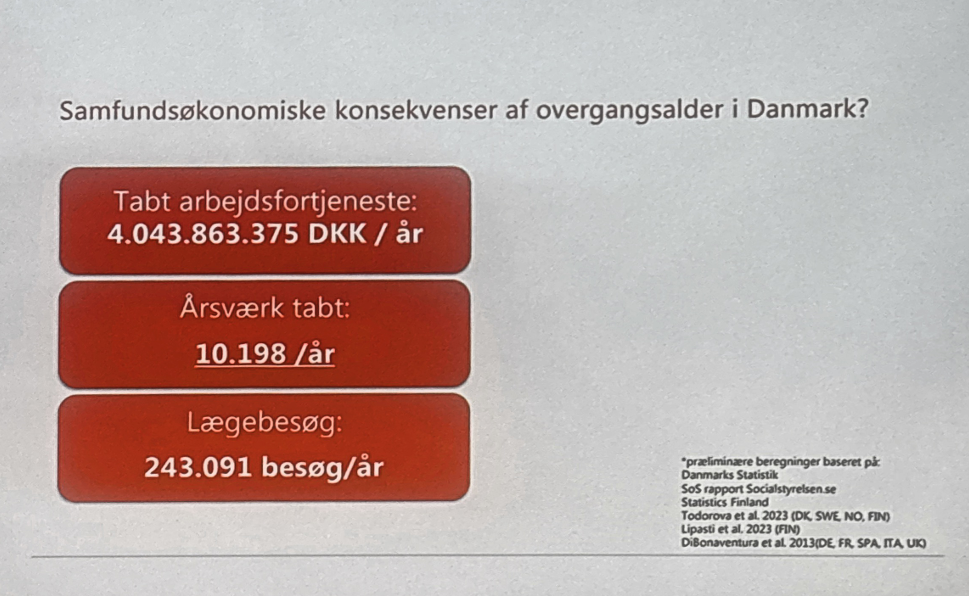 Samfundsøkonomiske konsekvenser af overgangsalder i Danmark?
Tabt arbejdsfortjeneste:
4.043.863.375 DKK / år
Årsværk tabt:
10.198 /år
Lægebesøg:
243.091 besøg/år
*præliminære beregninger baseret på:
Danmarks Statistik
SoS rapport Socialstyrelsen.se
Statistics Finland
Todorova et al. 2023 (DK, SWE, NO, FIN)
Lipasti et al. 2023 (FIN)
DiBonaventura et al. 2013(DE, FR, SPA, ITA, UK)